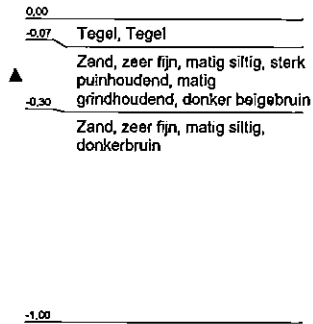 0,00
-0,07 Tegel, Tegel
Zand, zeer fijn, matig siltig, sterk
puinhoudend, matig
-0,30 grindhoudend, donker beigebruin
Zand, zeer fijn, matig siltig,
donkerbruin
-1,00